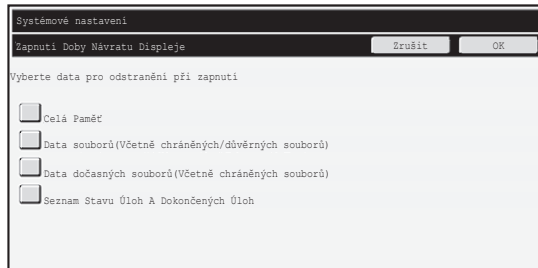 Systémové nastavení
Zapnutí Doby Návratu Displeje Zrušit OK
Vyberte data pro odstranění při zapnutí
Celá Paměť
Data souborů(Včetně chráněných/důvěrných souborů)
Data dočasných souborů(Včetně chráněných souborů)
Seznam Stavu Úloh A Dokončených Úloh